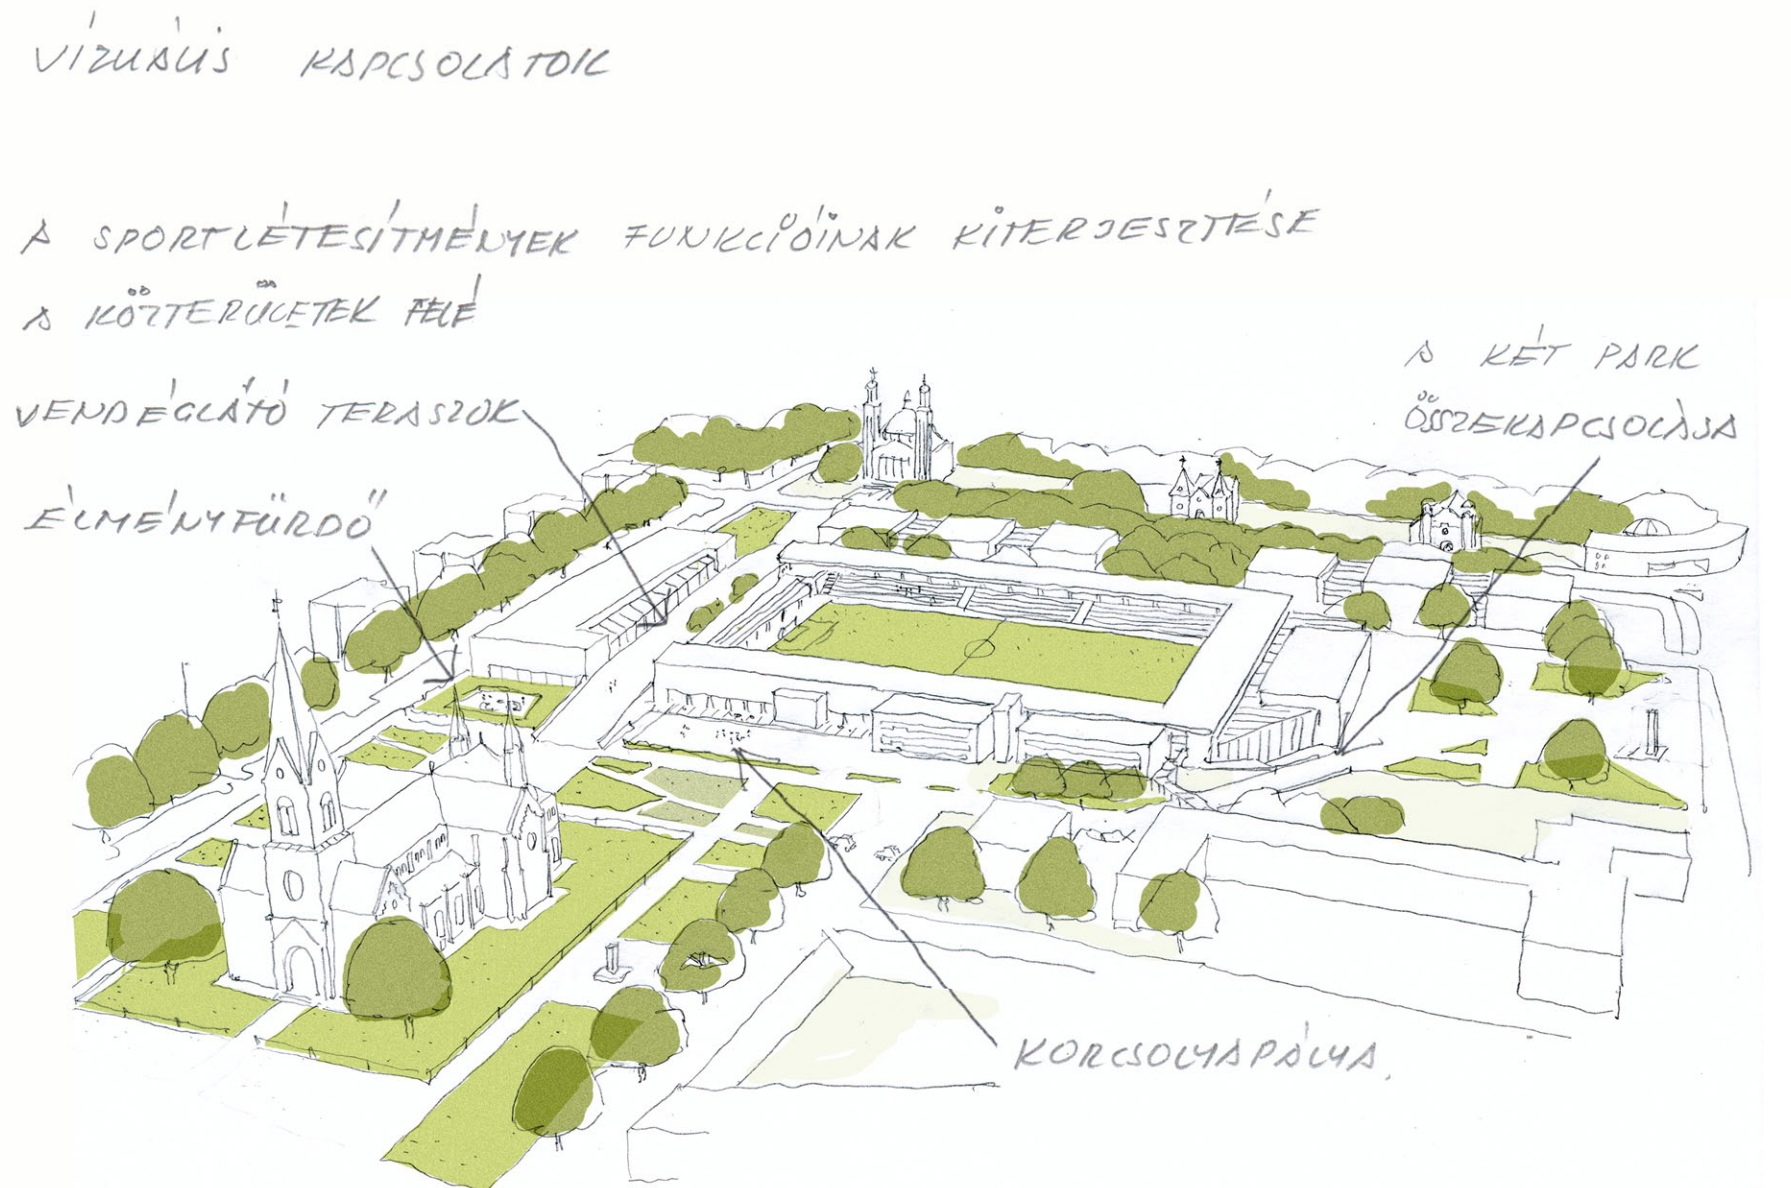 VIZUÁLIS KAPCSOLATOK
A SPORTLÉTESÍTMÉNYEK FUNKCIÓINAK KITERJESZTÉSE
A KÖZTERÜLETEK FELÉ
VENDÉGLÁTÓ TERASZOK
ÉLMÉNYFÜRDŐ
A KÉT PARK
ÖSSZEKAPCSOLÁSA
KORCSOLYAPÁLYA.